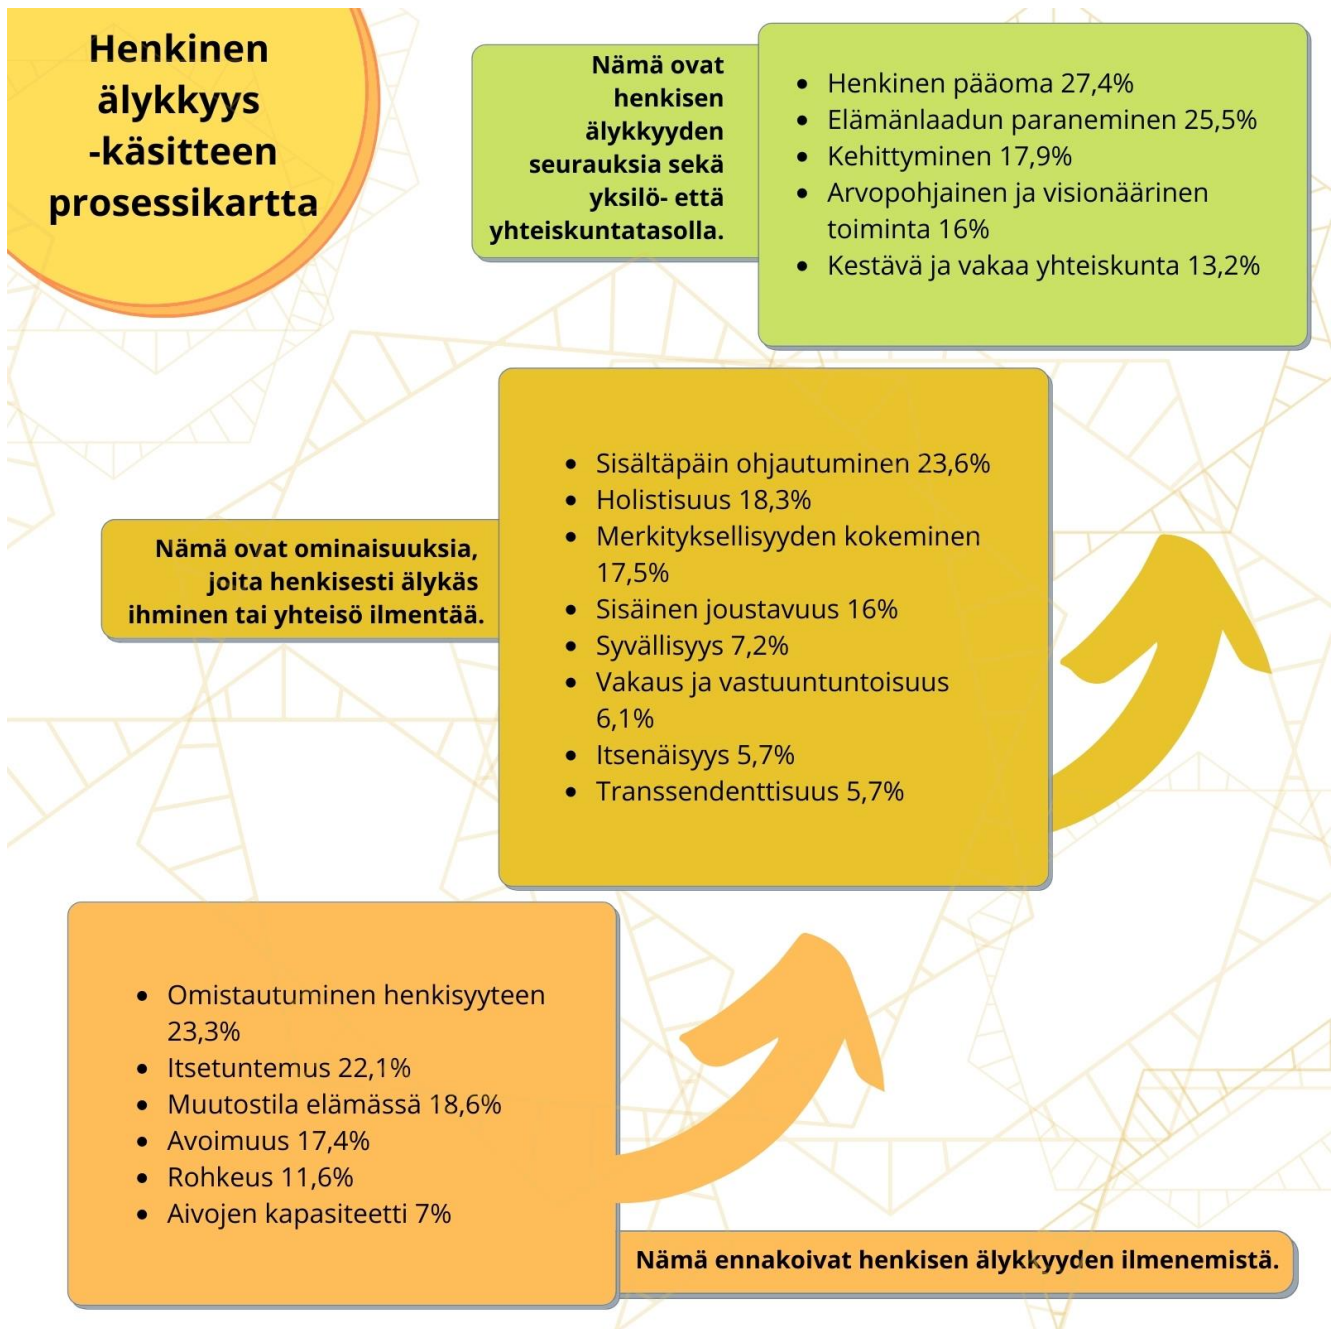 Henkinen
älykkyys
-käsitteen
prosessikartta
Nämä ovat
henkisen
älykkyyden
seurauksia sekä
yksilö- että
yhteiskuntatasolla.
• Henkinen pääoma 27,4%
• Elämänlaadun paraneminen 25,5%
• Kehittyminen 17,9%
• Arvopohjainen ja visionäärinen
toiminta 16%
• Kestävä ja vakaa yhteiskunta 13,2%
Nämä ovat ominaisuuksia,
joita henkisesti älykäs
ihminen tai yhteisö ilmentää.
• Sisältäpäin ohjautuminen 23,6%
• Holistisuus 18,3%
• Merkityksellisyyden kokeminen
17,5%
• Sisäinen joustavuus 16%
• Syvällisyys 7,2%
• Vakaus ja vastuuntuntoisuus
6,1%
• Itsenäisyys 5,7%
• Transsendenttisuus 5,7%
• Omistautuminen henkisyyteen
23,3%
• Itsetuntemus 22,1%
• Muutostila elämässä 18,6%
• Avoimuus 17,4%
• Rohkeus 11,6%
• Aivojen kapasiteetti 7%
Nämä ennakoivat henkisen älykkyyden ilmenemistä.